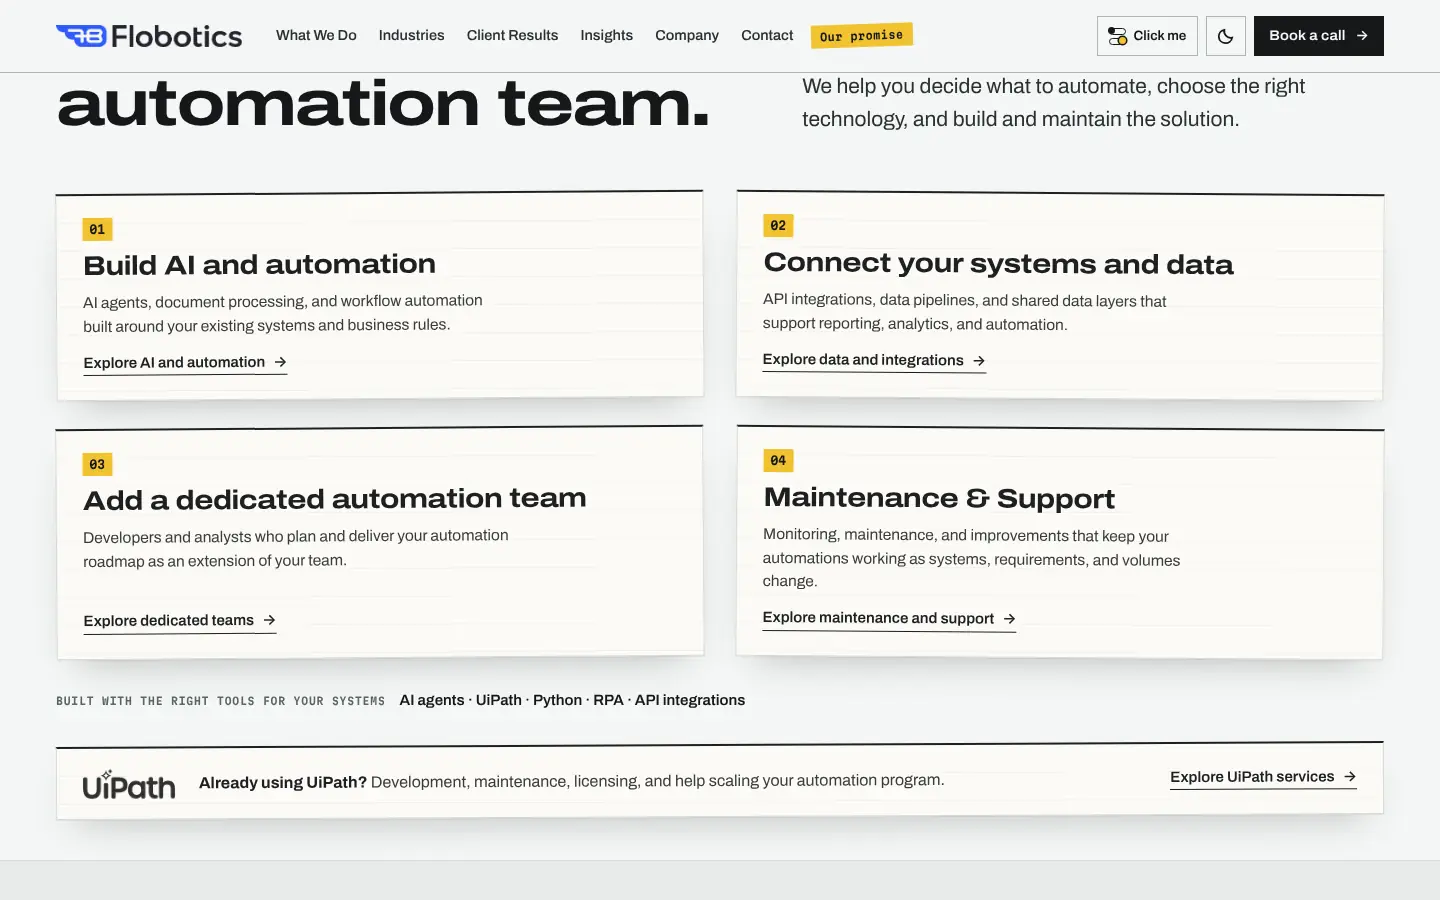 Flobotics
What We Do
Industries
Client Results
Insights
Company
Contact
Our promise
Click me
Book a call →
automation team.
We help you decide what to automate, choose the right
technology, and build and maintain the solution.
01
Build AI and automation
AI agents, document processing, and workflow automation
built around your existing systems and business rules.
Explore AI and automation →
02
Connect your systems and data
API integrations, data pipelines, and shared data layers that
support reporting, analytics, and automation.
Explore data and integrations →
03
Add a dedicated automation team
Developers and analysts who plan and deliver your automation
roadmap as an extension of your team.
Explore dedicated teams →
04
Maintenance & Support
Monitoring, maintenance, and improvements that keep your
automations working as systems, requirements, and volumes
change.
Explore maintenance and support →
BUILT WITH THE RIGHT TOOLS FOR YOUR SYSTEMS
AI agents · UiPath · Python · RPA · API integrations
UiPath
Already using UiPath? Development, maintenance, licensing, and help scaling your automation program.
Explore UiPath services →